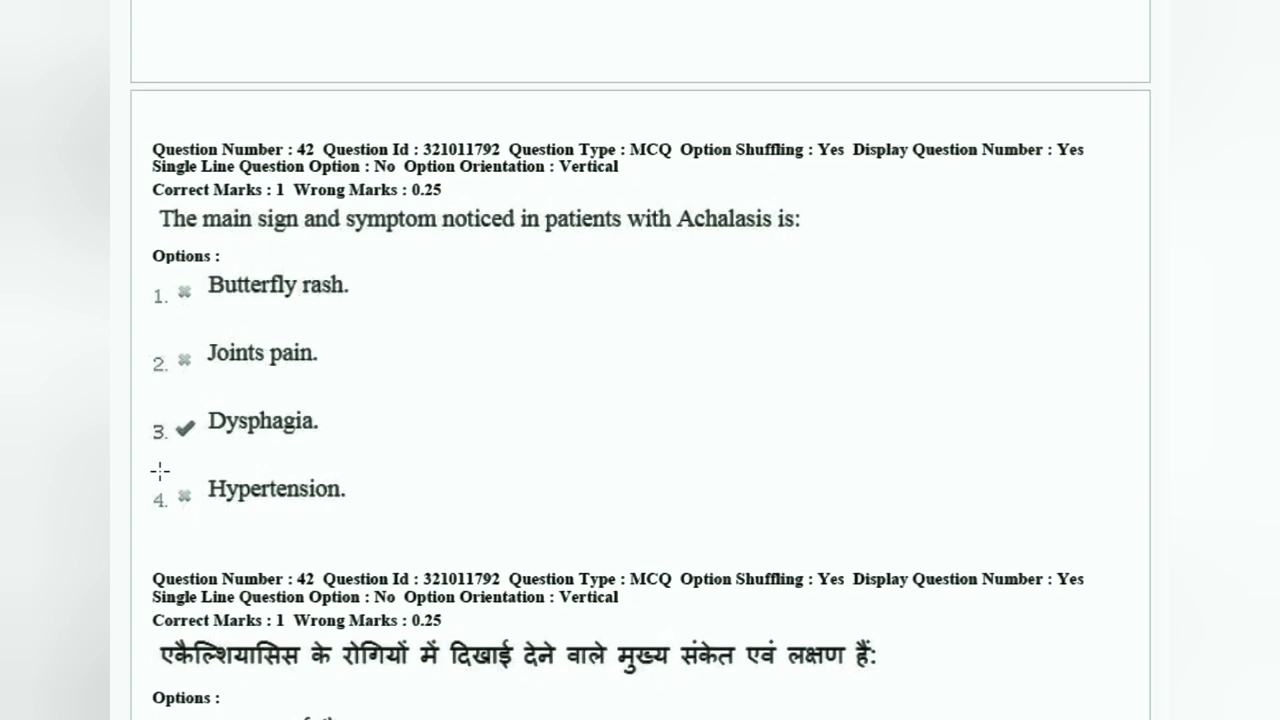 Question Number : 42 Question Id : 321011792 Question Type : MCQ Option Shuffling : Yes Display Question Number : Yes
Single Line Question Option : No Option Orientation : Vertical
Correct Marks : 1 Wrong Marks : 0.25
The main sign and symptom noticed in patients with Achalasis is:
Options :
1. ✖ Butterfly rash.
2. ✖ Joints pain.
3. ✔ Dysphagia.
4. ✖ Hypertension.
Question Number : 42 Question Id : 321011792 Question Type : MCQ Option Shuffling : Yes Display Question Number : Yes
Single Line Question Option : No Option Orientation : Vertical
Correct Marks : 1 Wrong Marks : 0.25
एकैल्शियासिस के रोगियों में दिखाई देने वाले मुख्य संकेत एवं लक्षण हैं:
Options :